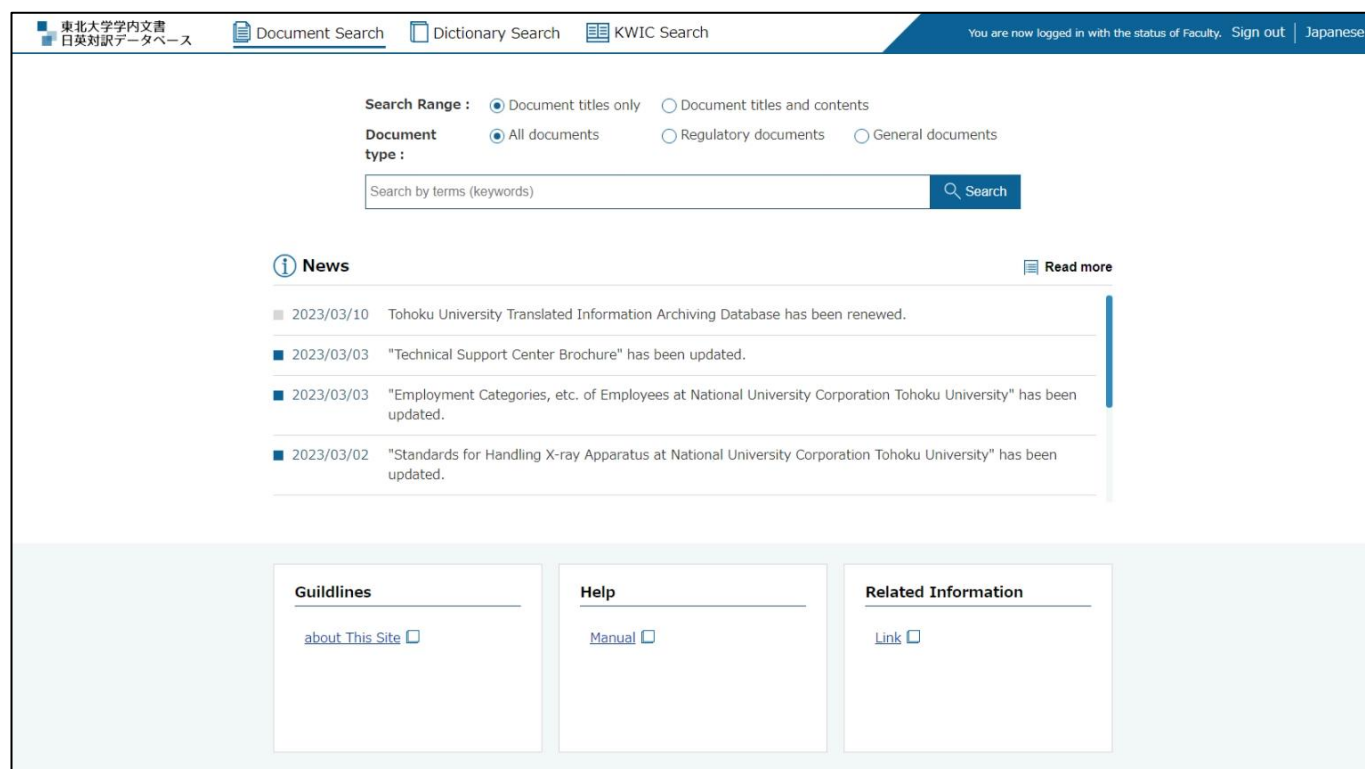 東北大学学内文書
日英対訳データベース
Document Search
Dictionary Search
KWIC Search
You are now logged in with the status of Faculty.
Sign out
Japanese
Search Range :
Document titles only
Document titles and contents
Document
type :
All documents
Regulatory documents
General documents
Search by terms (keywords)
Search
News
Read more
2023/03/10 Tohoku University Translated Information Archiving Database has been renewed.
2023/03/03 "Technical Support Center Brochure" has been updated.
2023/03/03 "Employment Categories, etc. of Employees at National University Corporation Tohoku University" has been
updated.
2023/03/02 "Standards for Handling X-ray Apparatus at National University Corporation Tohoku University" has been
updated.
Guildlines
about This Site
Help
Manual
Related Information
Link